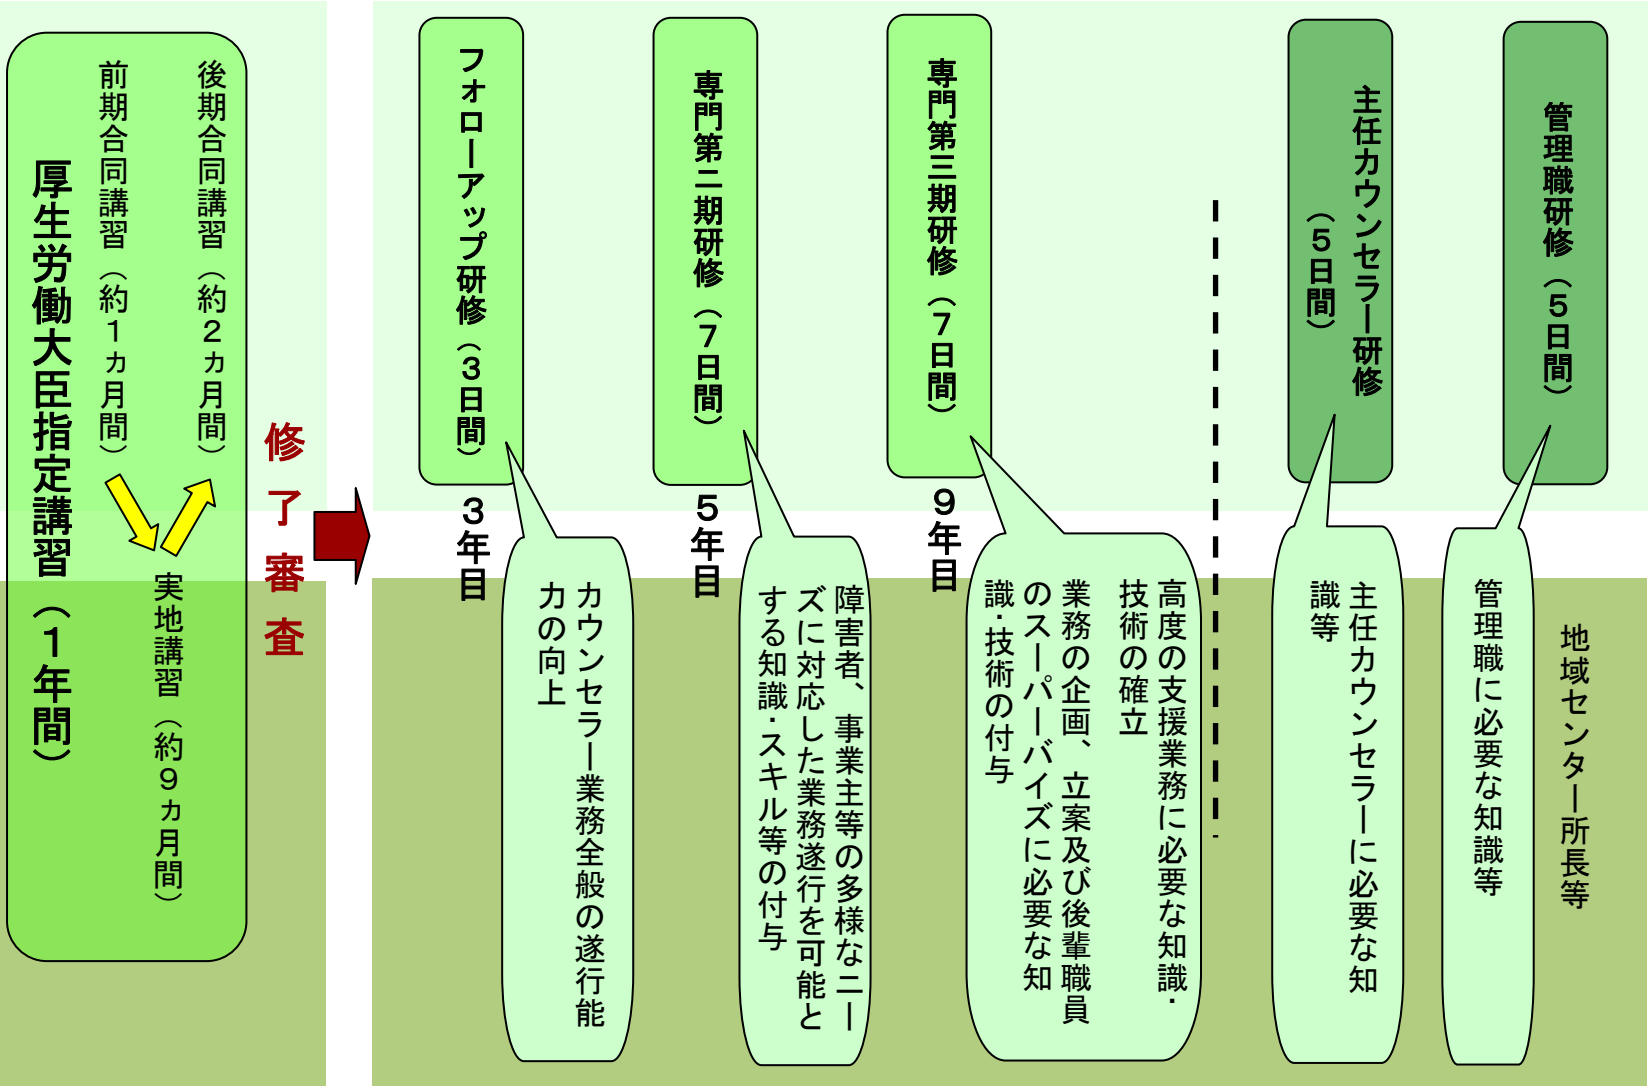 厚生労働大臣指定講習（１年間）
前期合同講習（約１ヵ月間）
実地講習（約９ヵ月間）
後期合同講習（約２ヵ月間）
修了審査
フォローアップ研修（３日間）
３年目
カウンセラー業務全般の遂行能
力の向上
専門第二期研修（７日間）
５年目
障害者、事業主等の多様なニー
ズに対応した業務遂行を可能と
する知識・スキル等の付与
専門第三期研修（７日間）
９年目
高度の支援業務に必要な知識・
技術の確立
業務の企画、立案及び後輩職員
のスーパーバイズに必要な知
識・技術の付与
主任カウンセラー研修
（５日間）
主任カウンセラーに必要な知
識等
管理職研修（５日間）
管理職に必要な知識等
地域センター所長等